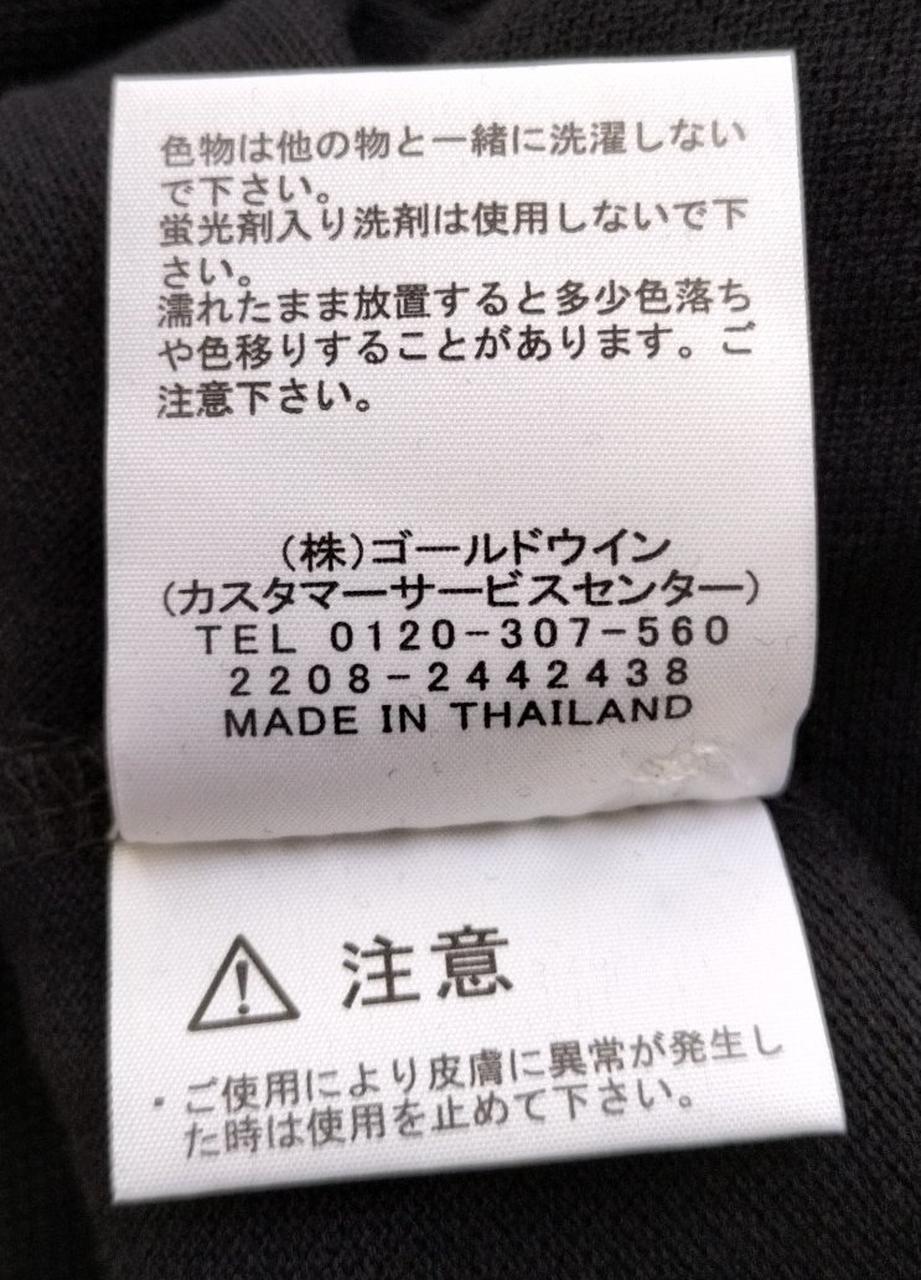 色物は他の物と一緒に洗濯しない
で下さい。
蛍光剤入り洗剤は使用しないで下
さい。
濡れたまま放置すると多少色落ち
や色移りすることがあります。ご
注意下さい。
(株)ゴールドウイン
(カスタマーサービスセンター)
TEL 0120-307-560
2208-2442438
MADE IN THAILAND
注意
・ご使用により皮膚に異常が発生し
た時は使用を止めて下さい。